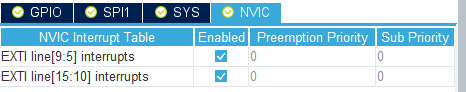 GPIO SPI1 SYS NVIC
NVIC Interrupt Table Enabled Preemption Priority Sub Priority
EXTI line[9:5] interrupts 0 0
EXTI line[15:10] interrupts 0 0